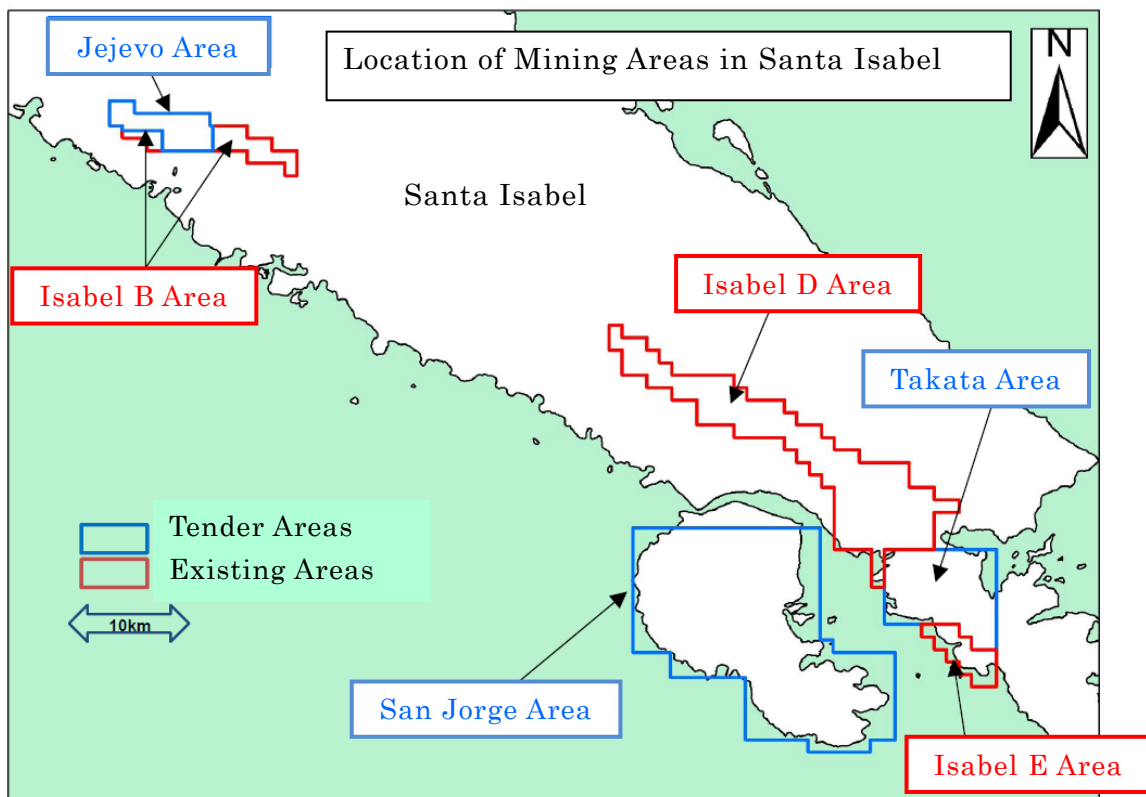 Jejevo Area
Location of Mining Areas in Santa Isabel
N
Santa Isabel
Isabel B Area
Isabel D Area
Takata Area
Tender Areas
Existing Areas
10km
San Jorge Area
Isabel E Area